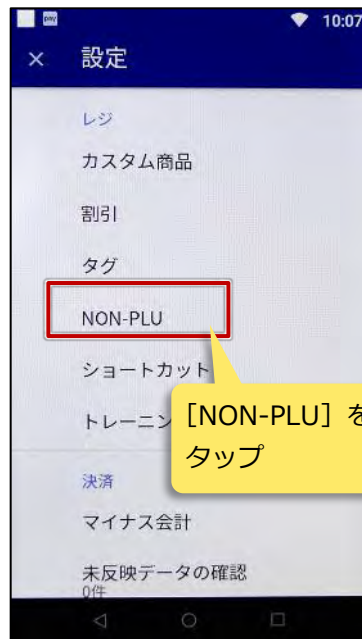 pay 10:07
× 設定
レジ
カスタム商品
割引
タグ
NON-PLU
ショートカット
トレーニン
[NON-PLU] を
タップ
決済
マイナス会計
未反映データの確認
0件